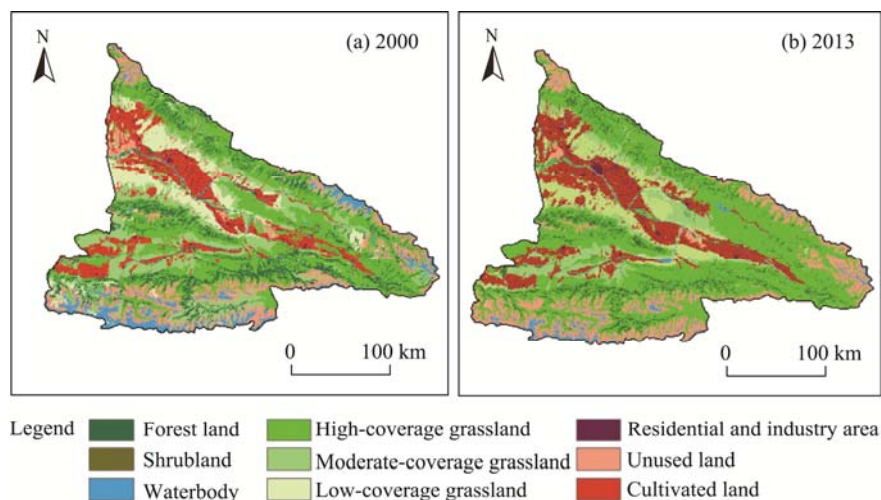 N
(a) 2000
0
100 km
N
(b) 2013
0
100 km
Legend
Forest land
High-coverage grassland
Residential and industry area
Shrubland
Moderate-coverage grassland
Unused land
Waterbody
Low-coverage grassland
Cultivated land